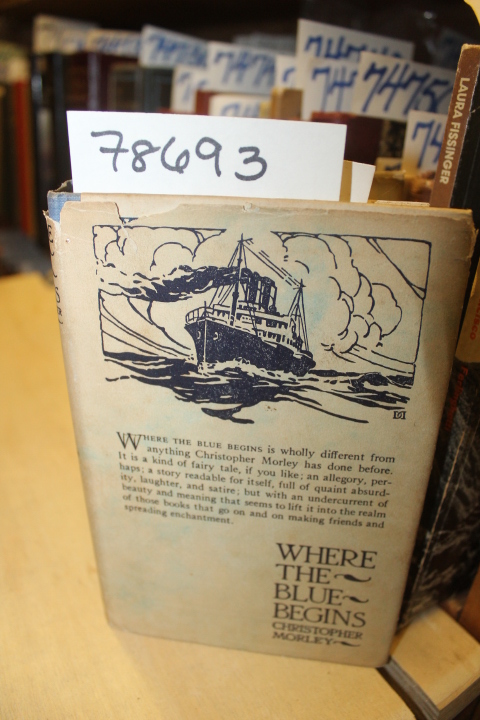 78693
WHERE THE BLUE BEGINS is wholly different from
anything Christopher Morley has done before.
It is a kind of fairy tale, if you like; an allegory, per-
haps; a story readable for itself, full of quaint absurd-
ity, laughter, and satire; but with an undercurrent of
beauty and meaning that seems to lift it into the realm
of those books that go on and on making friends and
spreading enchantment.
WHERE
THE
BLUE
BEGINS
CHRISTOPHER
MORLEY
LAURA FISSINGER